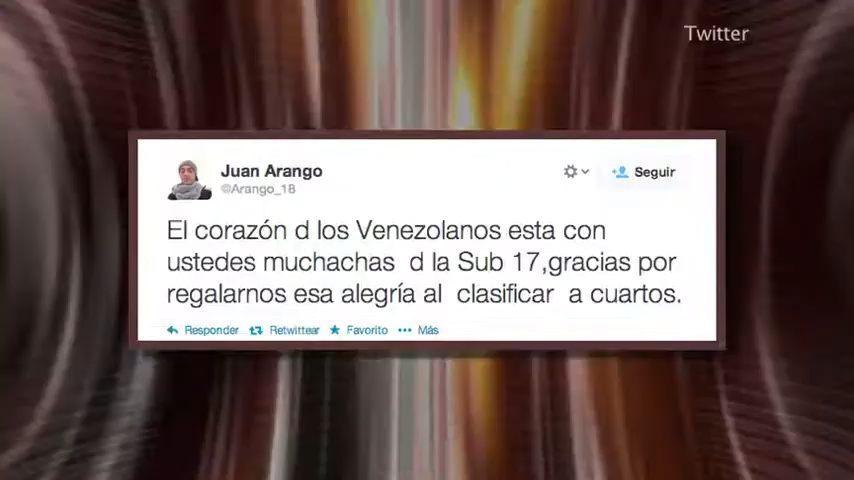 Twitter
Juan Arango
@Arango_18
Seguir
El corazón d los Venezolanos esta con
ustedes muchachas d la Sub 17,gracias por
regalarnos esa alegría al clasificar a cuartos.
Responder Retwittear Favorito Más